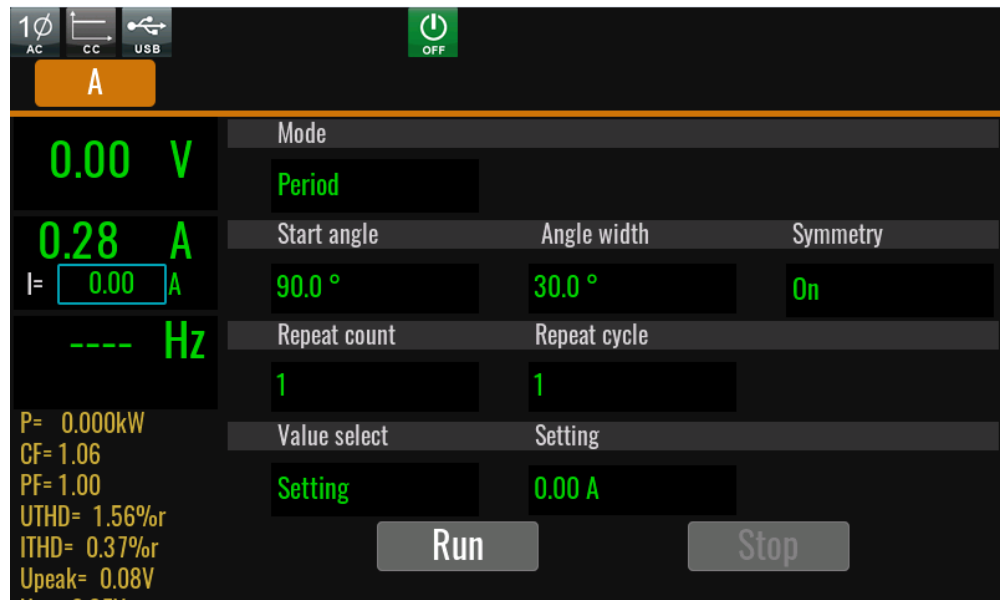 1Ø AC CC USB OFF
A
0.00 V
0.28 A
I= 0.00 A
---- Hz
P= 0.000kW
CF= 1.06
PF= 1.00
UTHD= 1.56%r
ITHD= 0.37%r
Upeak= 0.08V
Mode
Period
Start angle Angle width Symmetry
90.0 ° 30.0 ° On
Repeat count Repeat cycle
1 1
Value select Setting
Setting 0.00 A
Run Stop